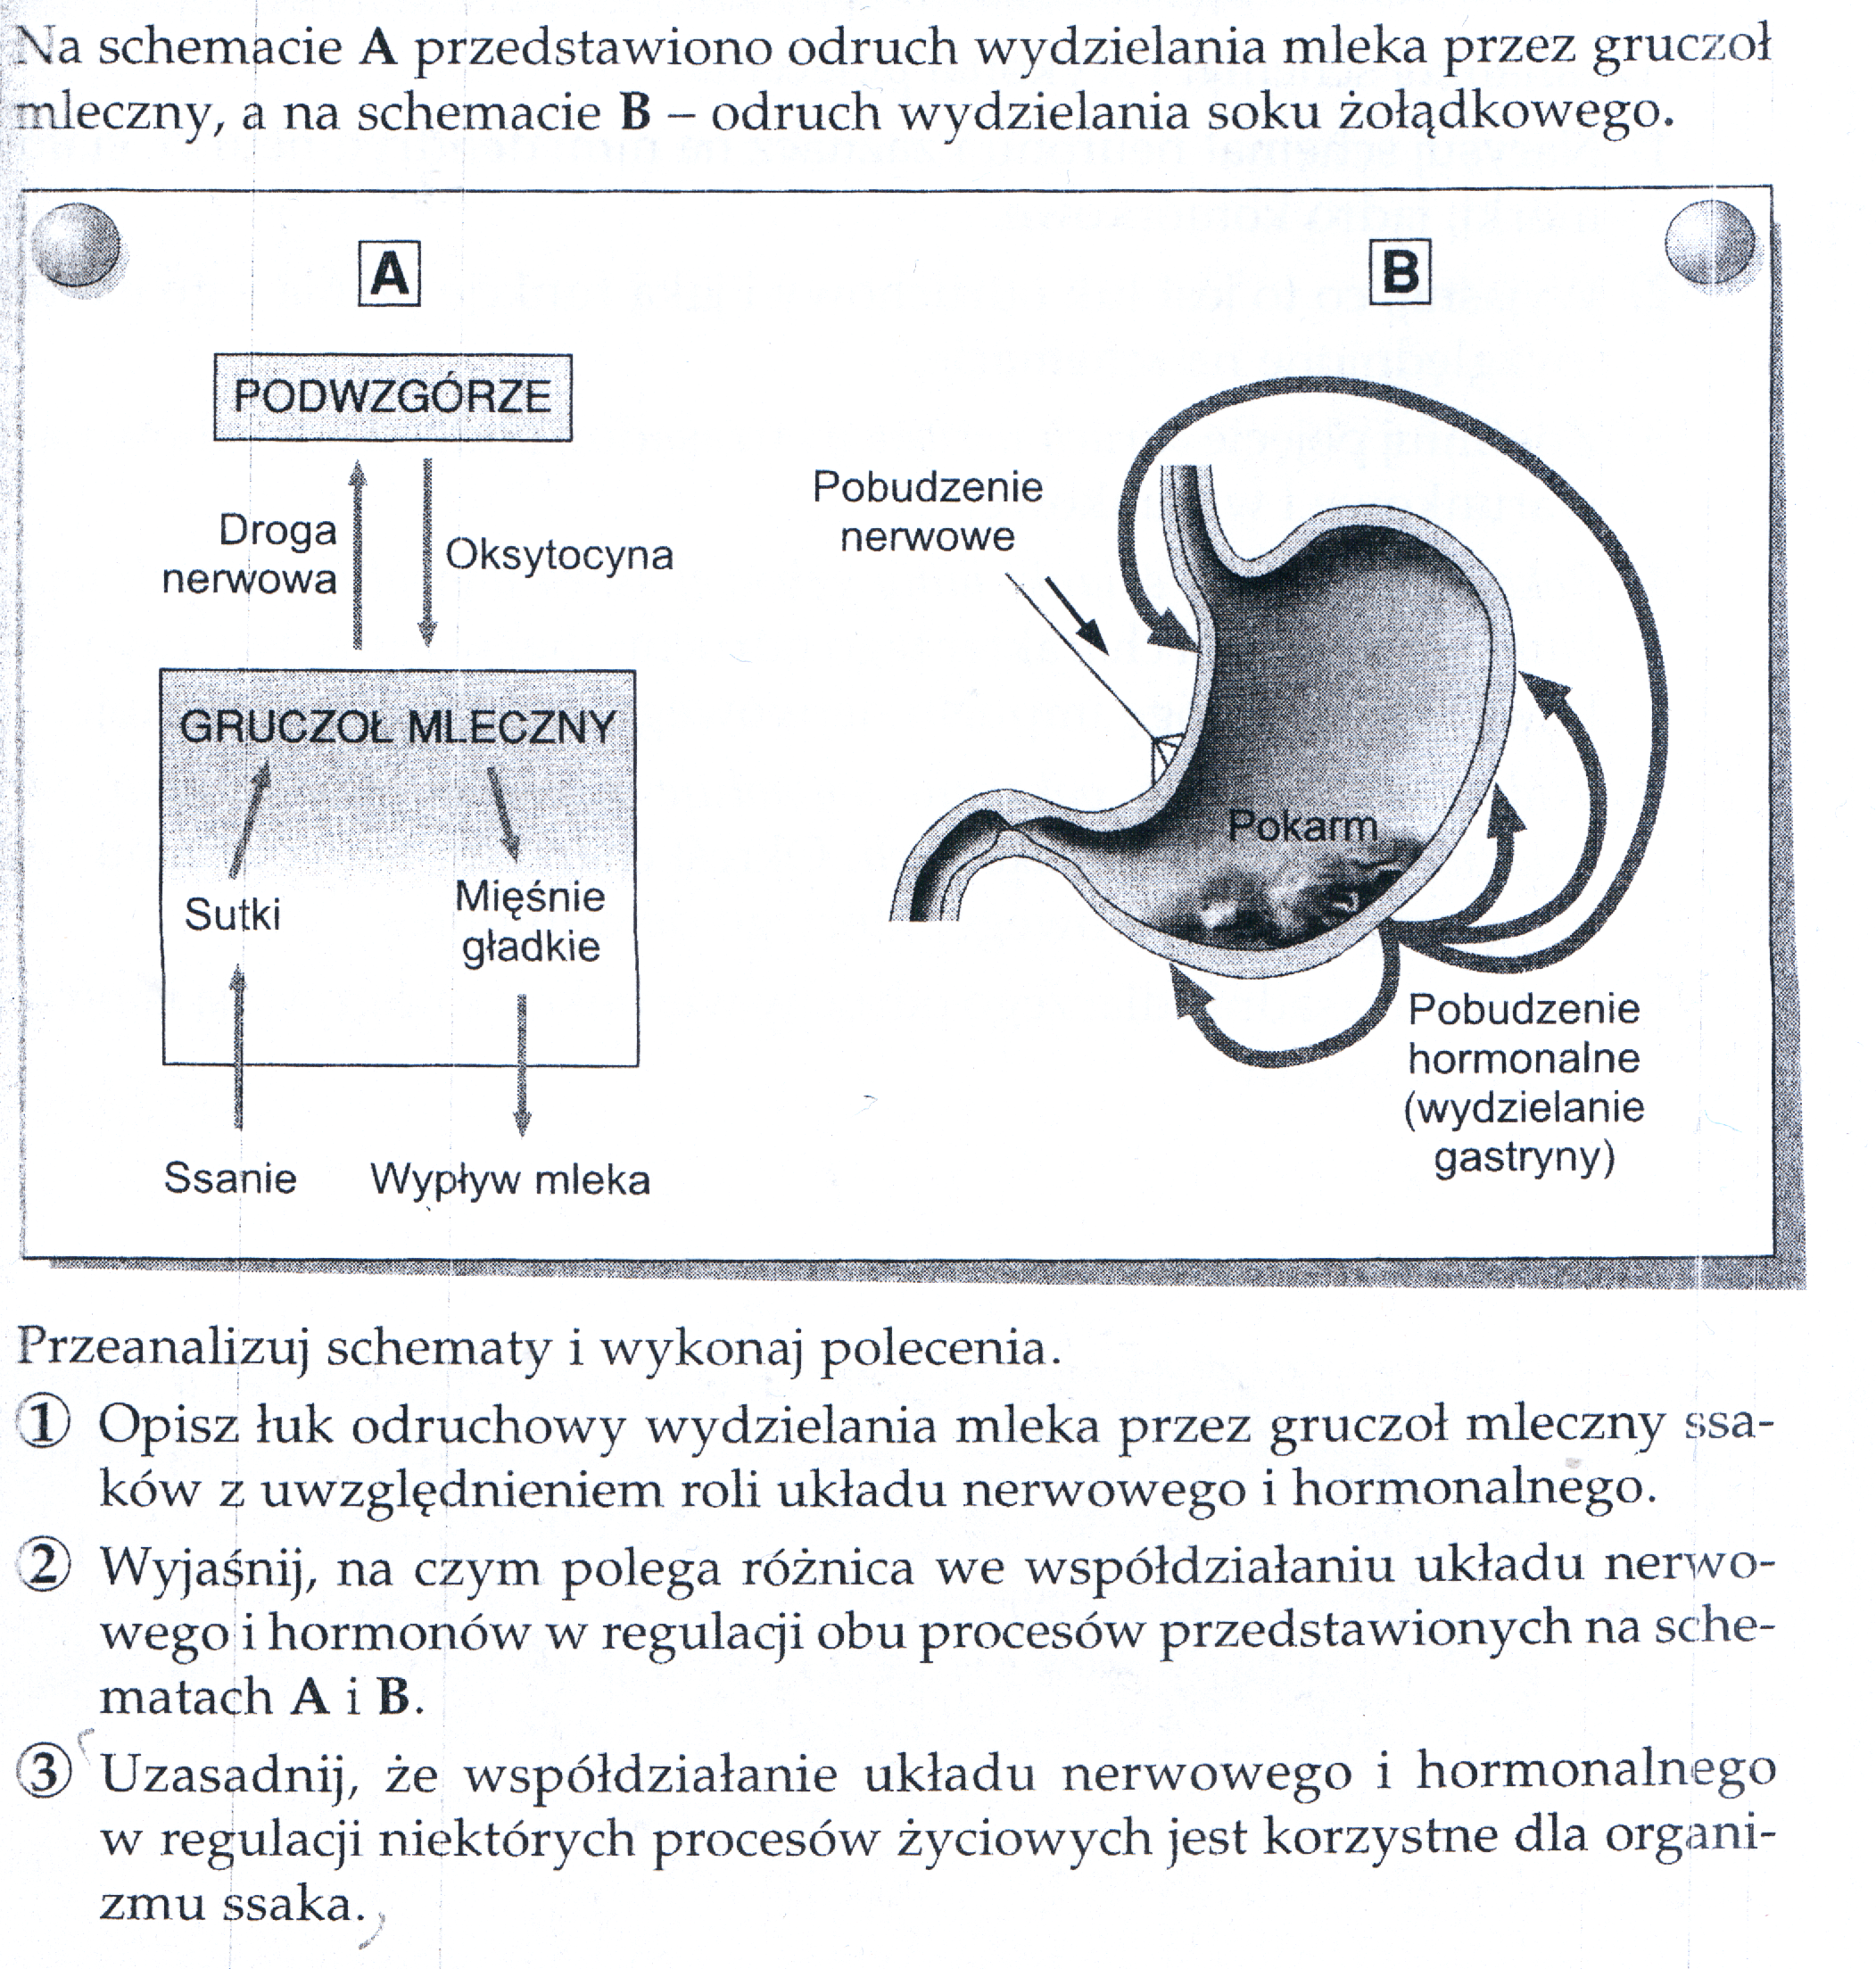 Na schemacie A przedstawiono odruch wydzielania mleka przez gruczoł
mleczny, a na schemacie B – odruch wydzielania soku żołądkowego.
A
PODWZGÓRZE
Droga
nerwowa
Oksytocyna
GRUCZOŁ MLECZNY
Sutki
Mięśnie
gładkie
Ssanie
Wypływ mleka
B
Pobudzenie
nerwowe
Pokarm
Pobudzenie
hormonalne
(wydzielanie
gastryny)
Przeanalizuj schematy i wykonaj polecenia.
① Opisz łuk odruchowy wydzielania mleka przez gruczoł mleczny ssa-
ków z uwzględnieniem roli układu nerwowego i hormonalnego.
② Wyjaśnij, na czym polega różnica we współdziałaniu układu nerwo-
wego i hormonów w regulacji obu procesów przedstawionych na sche-
matach A i B.
③ Uzasadnij, że współdziałanie układu nerwowego i hormonalnego
w regulacji niektórych procesów życiowych jest korzystne dla organi-
zmu ssaka.